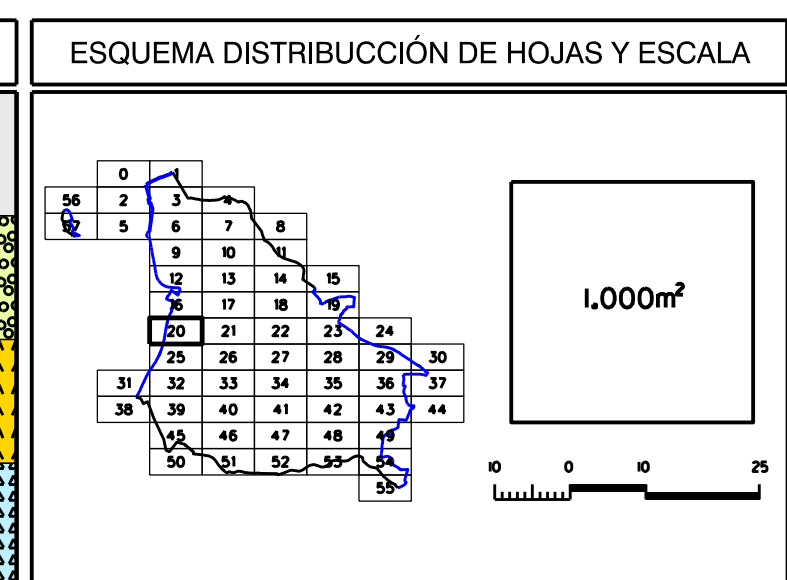 ESQUEMA DISTRIBUCCIÓN DE HOJAS Y ESCALA
0 1
56 2 3 4
57 5 6 7 8
9 10 11
12 13 14 15
16 17 18 19
20 21 22 23 24
25 26 27 28 29 30
31 32 33 34 35 36 37
38 39 40 41 42 43 44
45 46 47 48 49
50 51 52 53 54
55
1.000m²
10 0 10 25